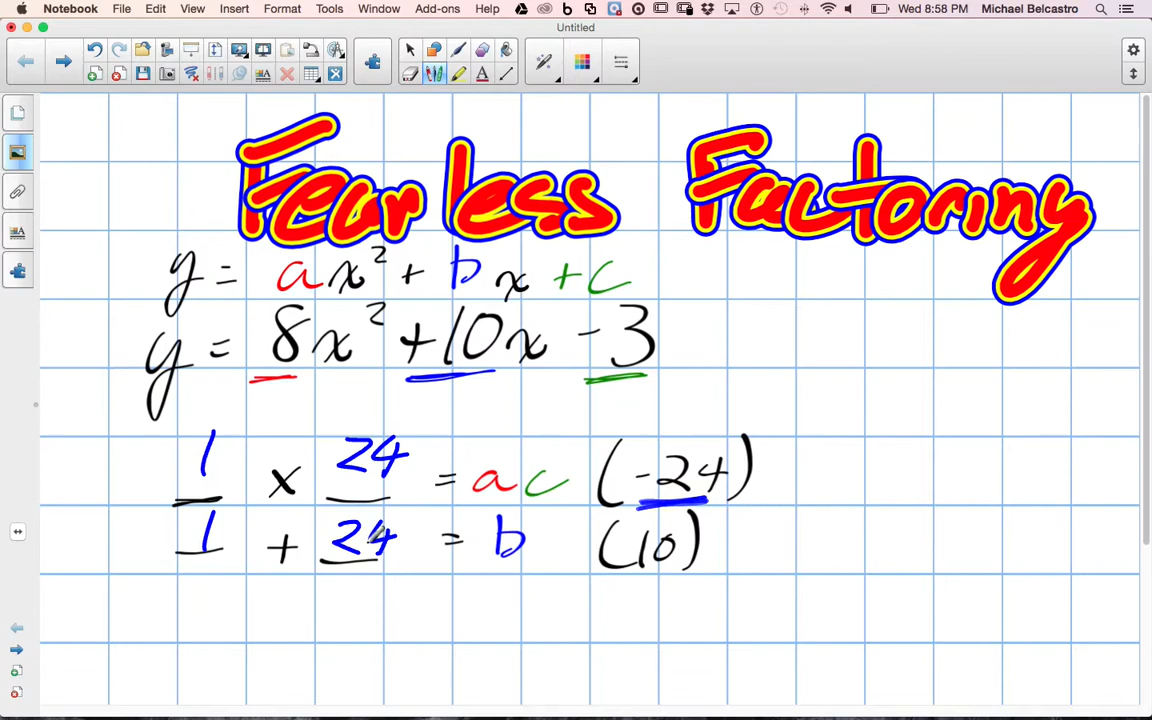 Notebook File Edit View Insert Format Tools Window Add-ons Help Wed 8:58 PM Michael Belcastro
Untitled
Fearless Factoring
y = ax² + bx + c
y = 8x² + 10x - 3
1 x 24 = ac (-24)
1 + 24 = b (10)